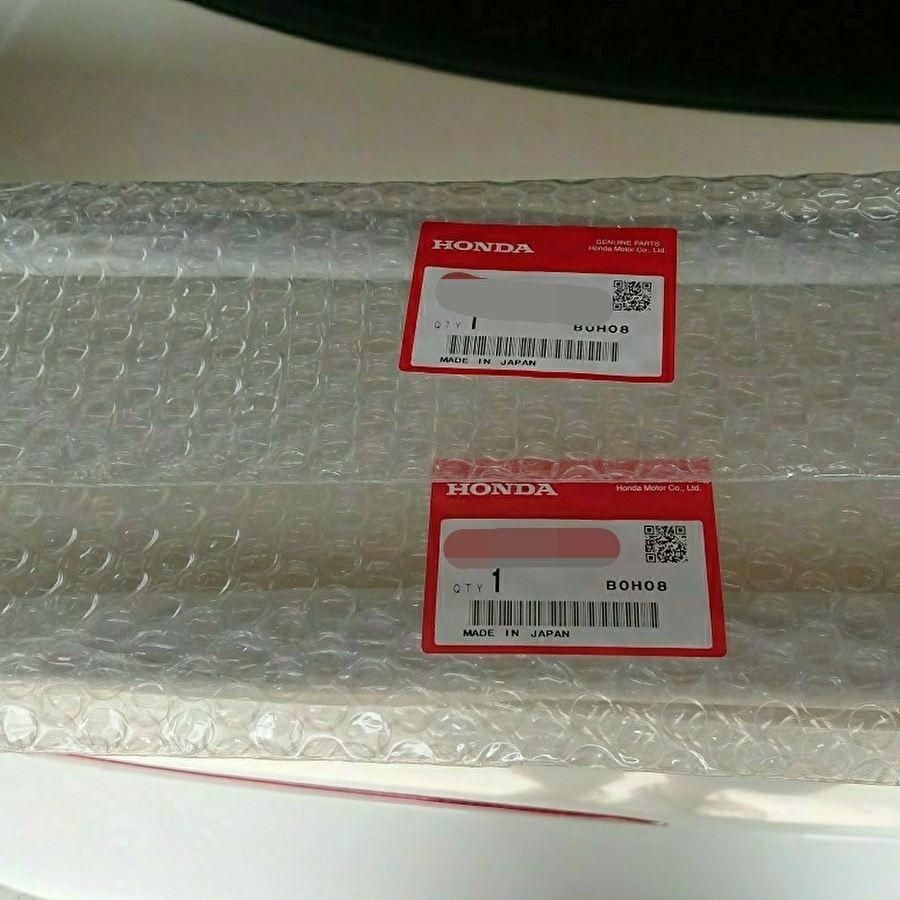 HONDA
GENUINE PARTS
Honda Motor Co., Ltd.
QTY 1 B0H08
MADE IN JAPAN
HONDA
Honda Motor Co., Ltd.
QTY 1 B0H08
MADE IN JAPAN